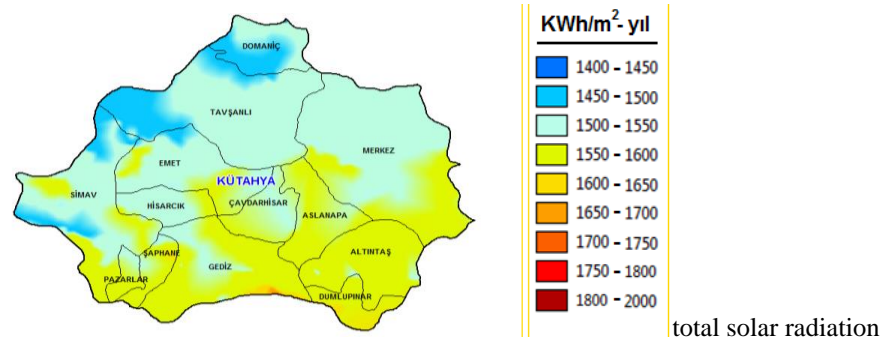 DOMANİÇ
TAVŞANLI
MERKEZ
EMET
KÜTAHYA
SİMAV
HİSARCIK
ÇAVDARHİSAR
ASLANAPA
ŞAPHANE
GEDİZ
ALTINTAŞ
PAZARLAR
DUMLUPINAR
KWh/m²- yıl
1400 - 1450
1450 - 1500
1500 - 1550
1550 - 1600
1600 - 1650
1650 - 1700
1700 - 1750
1750 - 1800
1800 - 2000
total solar radiation